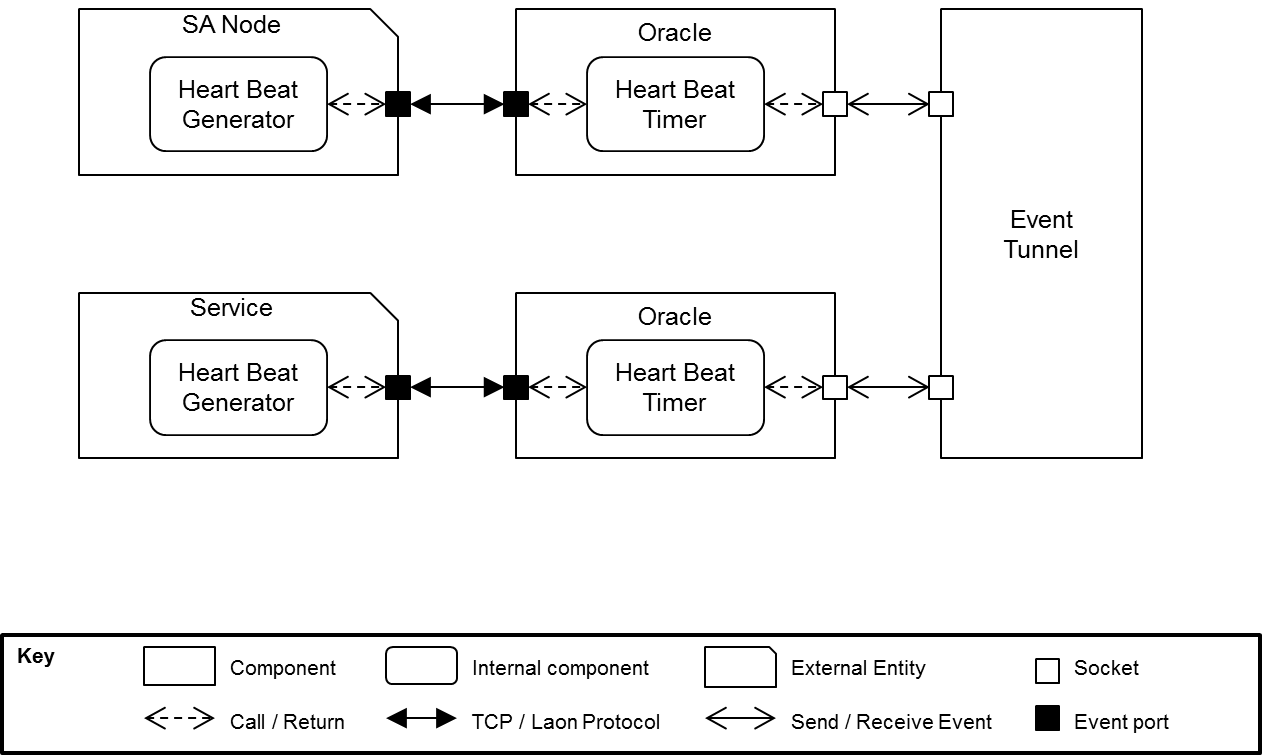 SA Node
Heart Beat
Generator
Oracle
Heart Beat
Timer
Event
Tunnel
Service
Heart Beat
Generator
Oracle
Heart Beat
Timer
Key
Component
Internal component
External Entity
Socket
Call / Return
TCP / Laon Protocol
Send / Receive Event
Event port